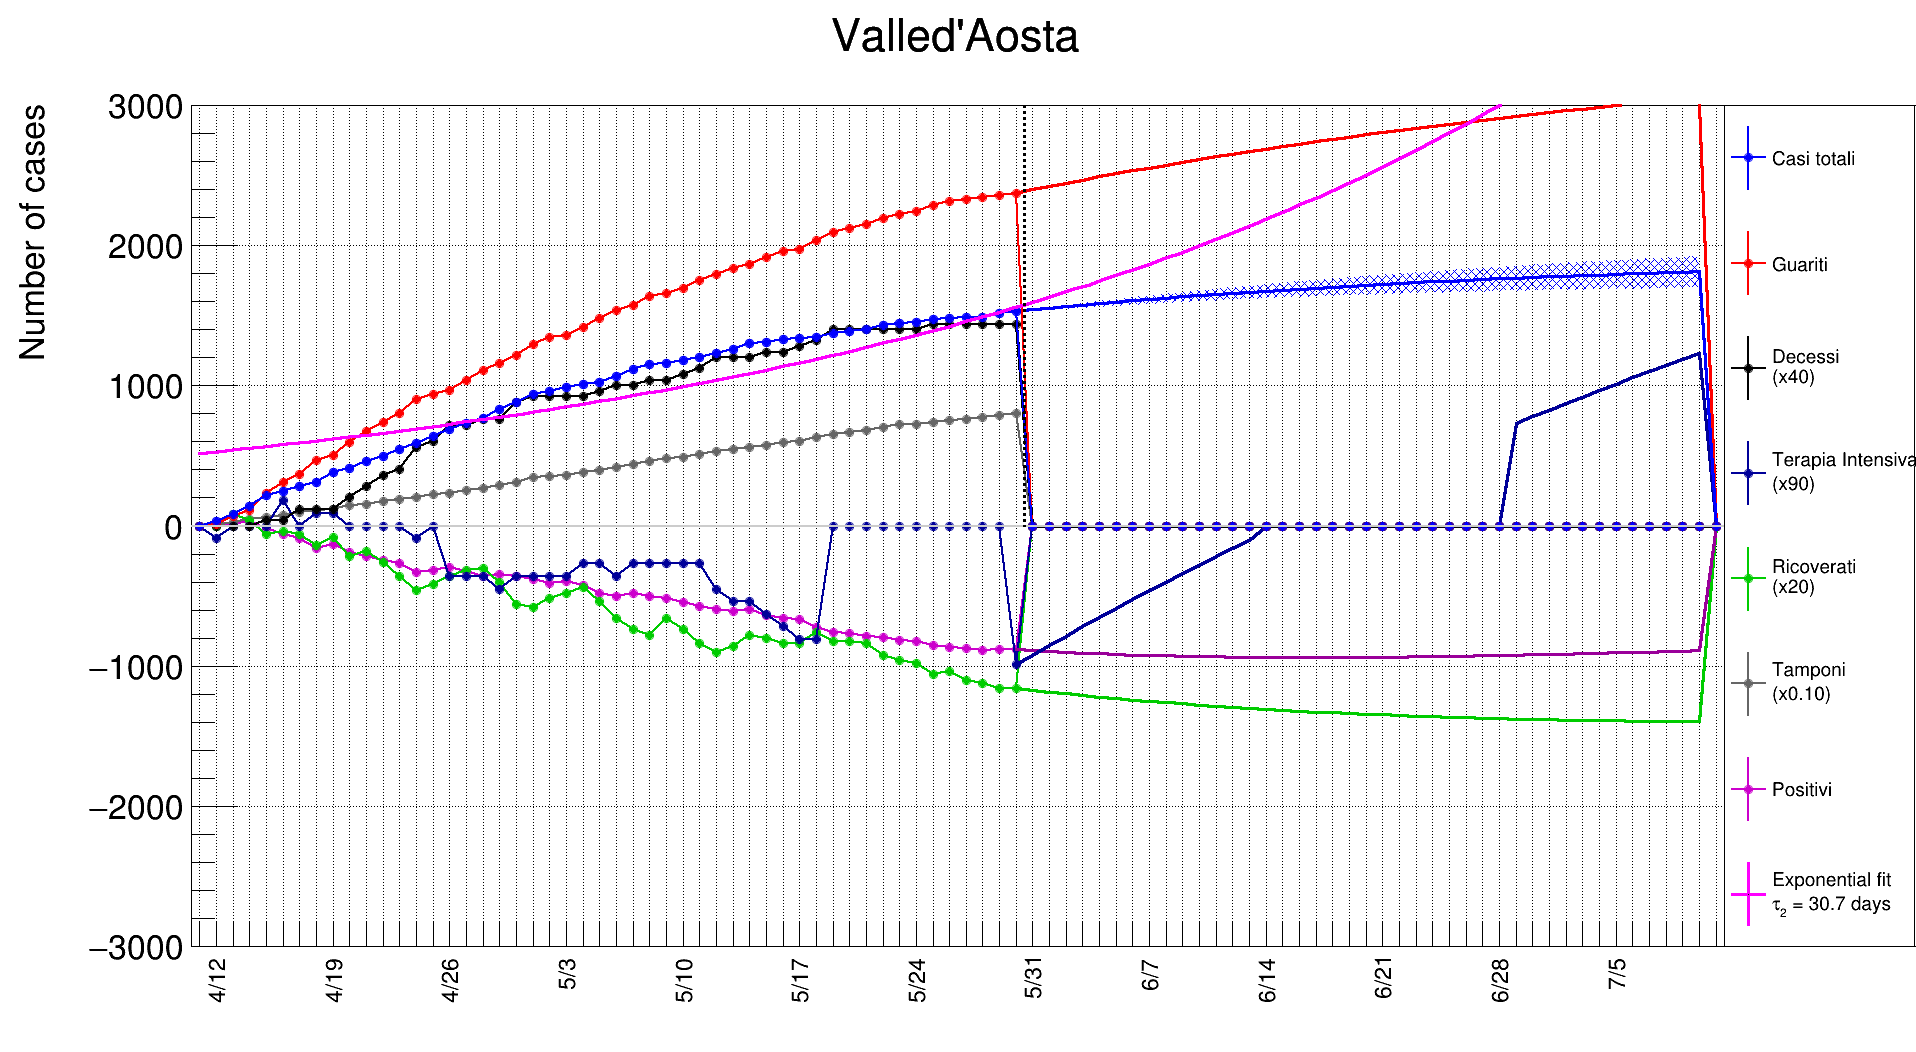 Valled'Aosta
Number of cases
3000
2000
1000
0
−1000
−2000
−3000
4/12
4/19
4/26
5/3
5/10
5/17
5/24
5/31
6/7
6/14
6/21
6/28
7/5
Casi totali
Guariti
Decessi
(x40)
Terapia Intensiva
(x90)
Ricoverati
(x20)
Tamponi
(x0.10)
Positivi
Exponential fit
τ2 = 30.7 days